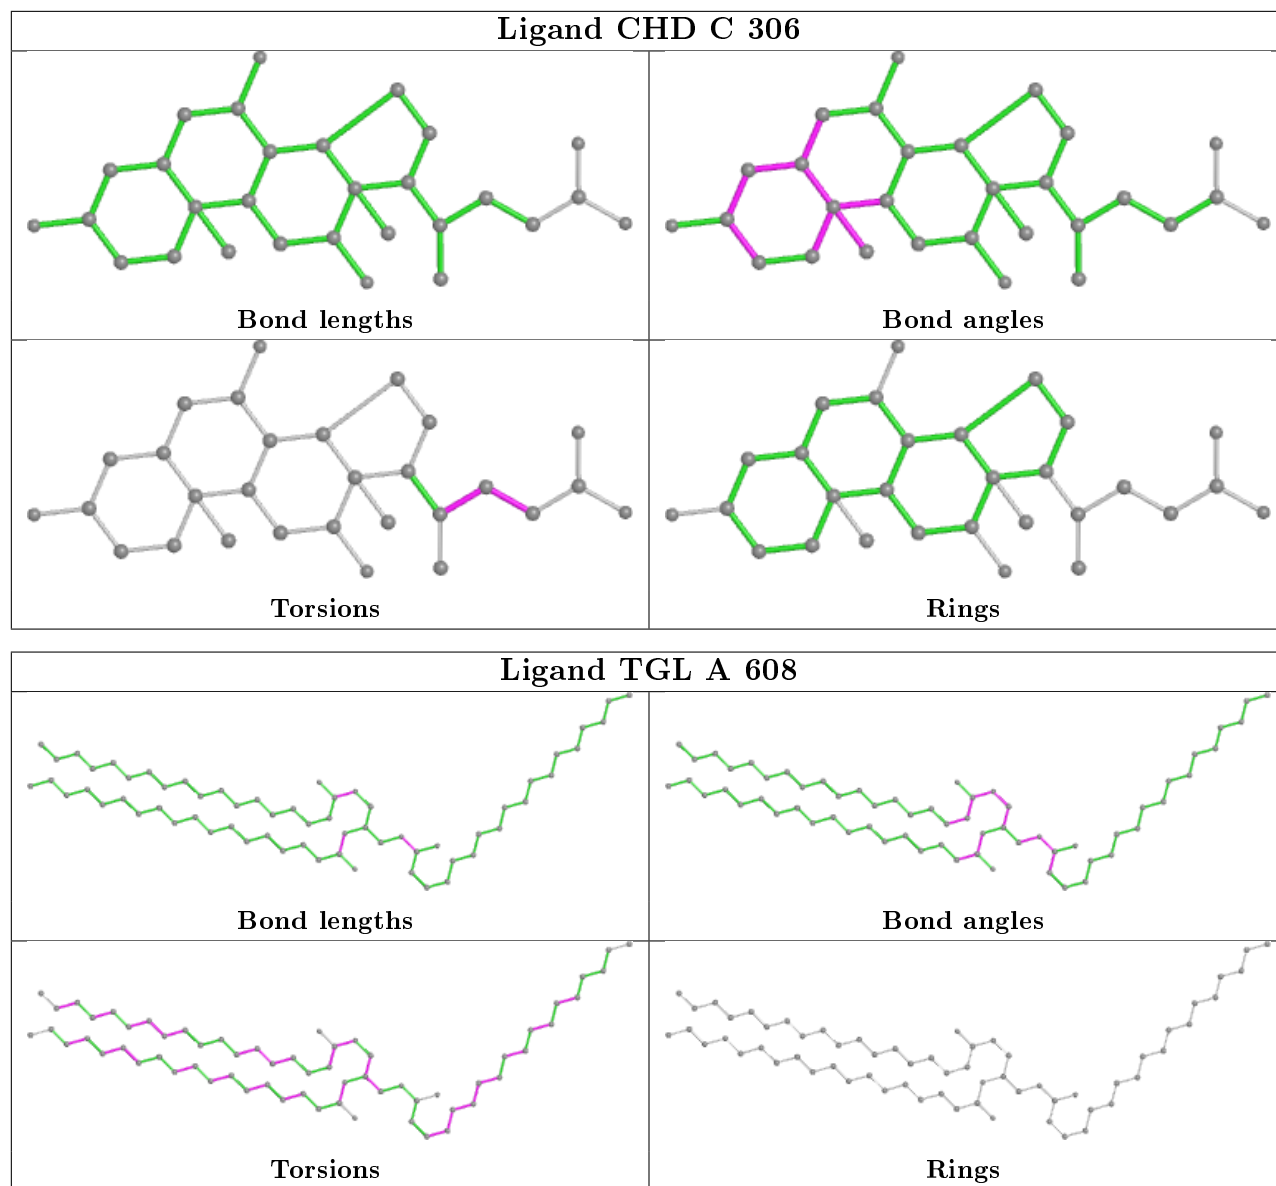 Ligand CHD C 306
Bond lengths
Bond angles
Torsions
Rings
Ligand TGL A 608
Bond lengths
Bond angles
Torsions
Rings